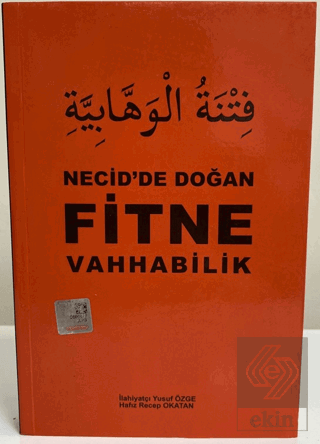 فِتْنَةُ الْوَهَّابِيَّةِ
NECİD'DE DOĞAN
FİTNE
VAHHABİLİK
İlahiyatçı Yusuf ÖZGE
Hafız Recep OKATAN
ekin